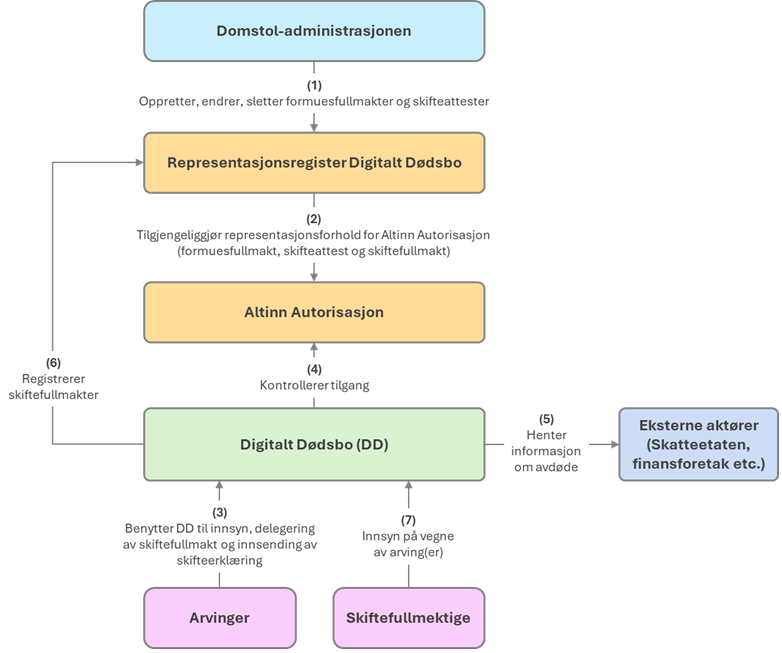 Domstol-administrasjonen
(1)
Oppretter, endrer, sletter formuesfullmakter og skifteattester
Representasjonsregister Digitalt Dødsbo
(2)
Tilgjengeliggjør representasjonsforhold for Altinn Autorisasjon
(formuesfullmakt, skifteattest og skiftefullmakt)
Altinn Autorisasjon
(6)
Registrerer
skiftefullmakter
(4)
Kontrollerer tilgang
Digitalt Dødsbo (DD)
(5)
Henter
informasjon
om avdøde
Eksterne aktører
(Skatteetaten,
finansforetak etc.)
(3)
Benytter DD til innsyn, delegering
av skiftefullmakt og innsending av
skifteerklæring
(7)
Innsyn på vegne
av arving(er)
Arvinger
Skiftefullmektige